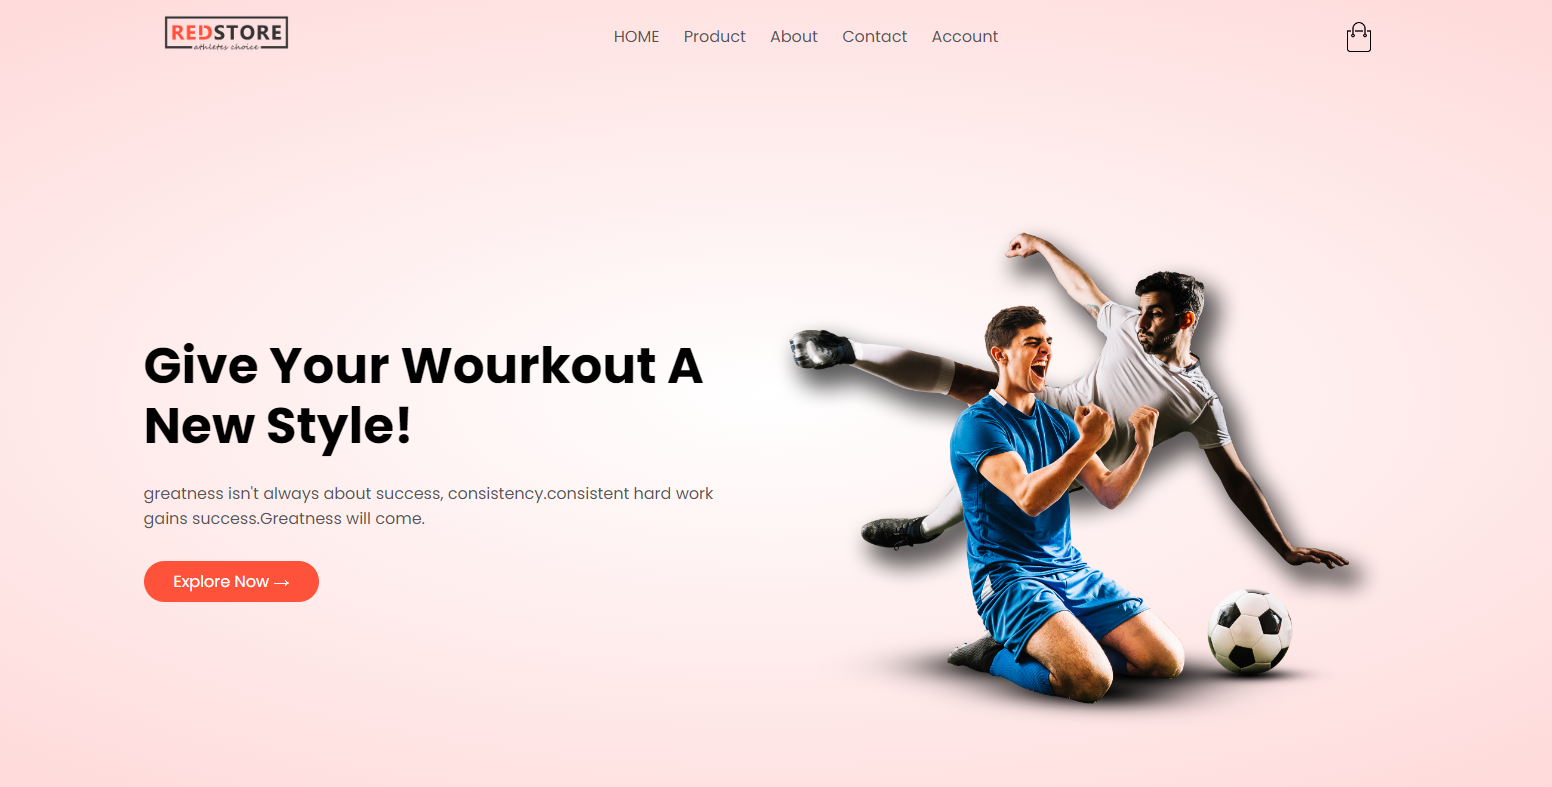 REDSTORE
athletes choice
HOME Product About Contact Account
Give Your Wourkout A
New Style!
greatness isn't always about success, consistency.consistent hard work
gains success.Greatness will come.
Explore Now →